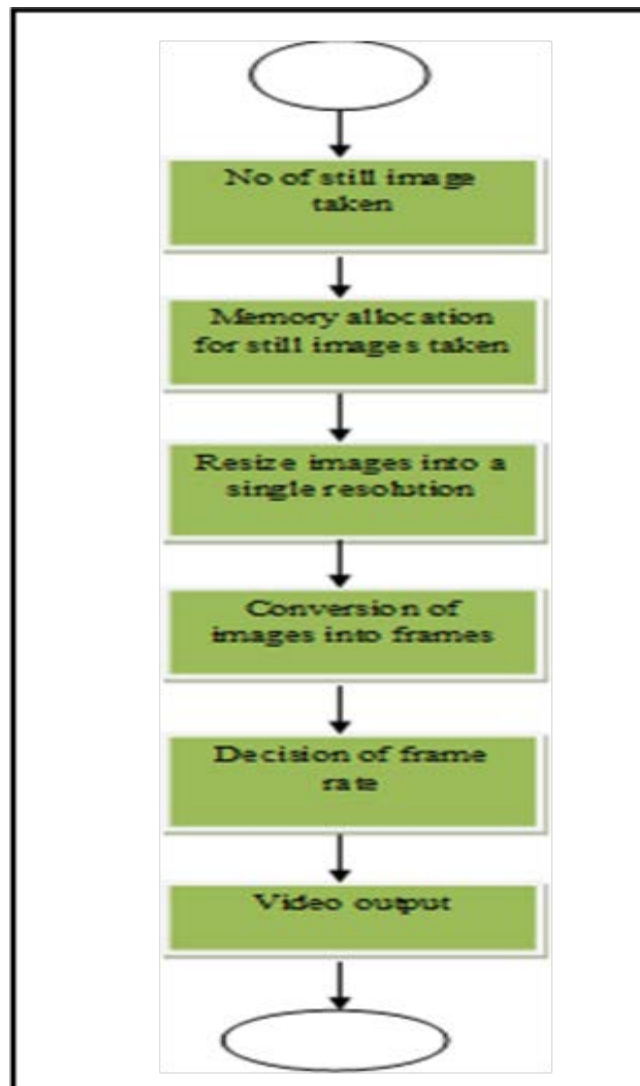 No of still image
taken
Memory allocation
for still images taken
Resize images into a
single resolution
Conversion of
images into frames
Decision of frame
rate
Video output